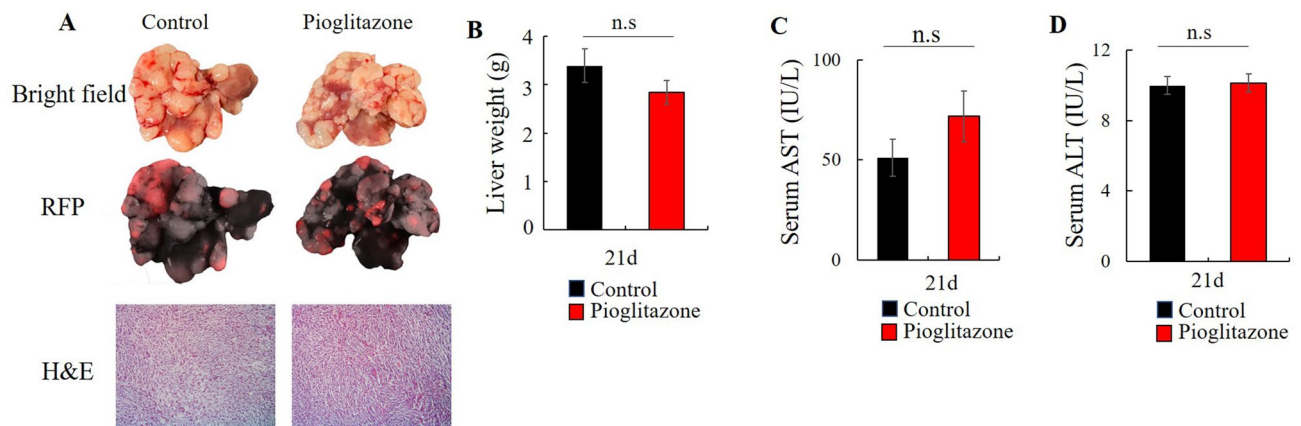 A
Control
Pioglitazone
Bright field
RFP
H&E
B
n.s
Liver weight (g)
4
3
2
1
0
21d
Control
Pioglitazone
C
n.s
Serum AST (IU/L)
100
50
0
21d
Control
Pioglitazone
D
n.s
Serum ALT (IU/L)
12
8
4
0
21d
Control
Pioglitazone